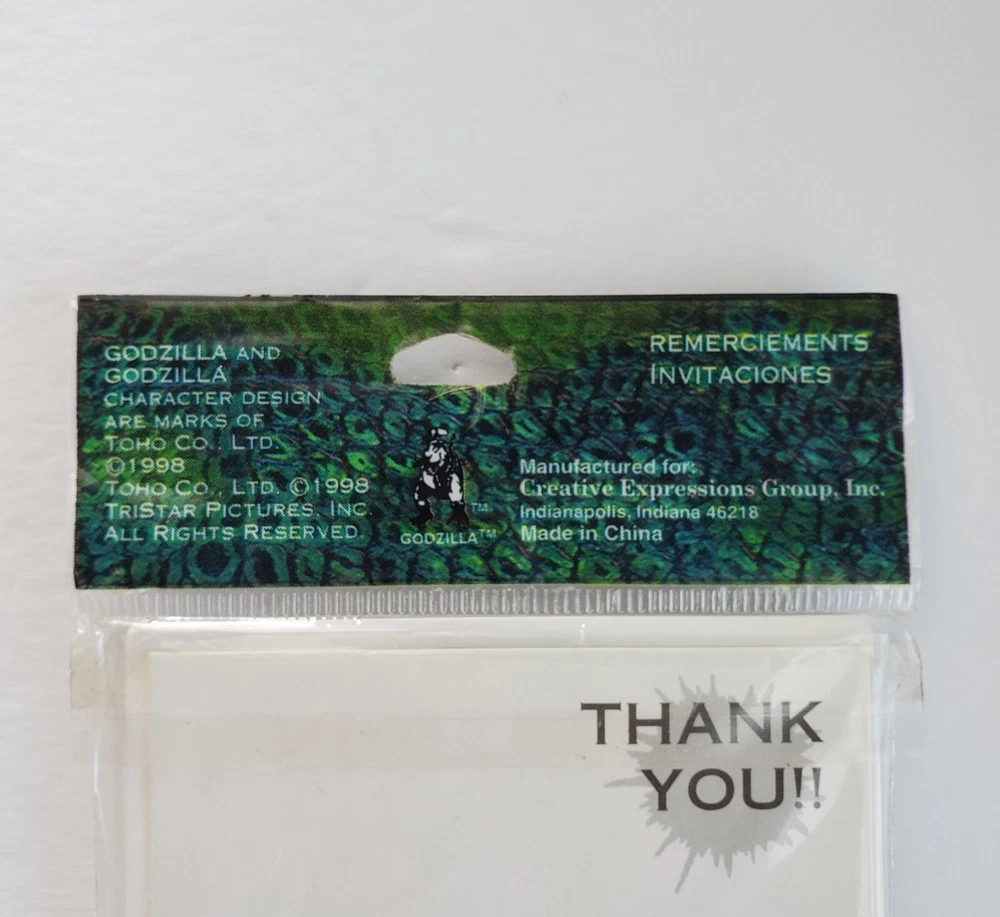 GODZILLA AND
GODZILLA
CHARACTER DESIGN
ARE MARKS OF
TOHO CO., LTD.
©1998
TOHO CO., LTD. ©1998
TRISTAR PICTURES, INC.
ALL RIGHTS RESERVED.
TM
GODZILLA™
REMERCIEMENTS
INVITACIONES
Manufactured for:
Creative Expressions Group, Inc.
Indianapolis, Indiana 46218
Made in China
THANK
YOU!!